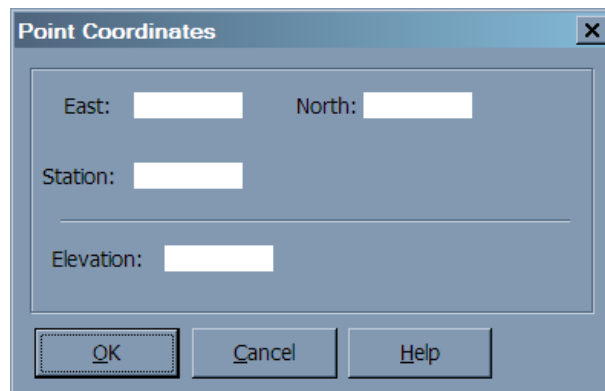 Point Coordinates
East: North:
Station:
Elevation:
OK Cancel Help